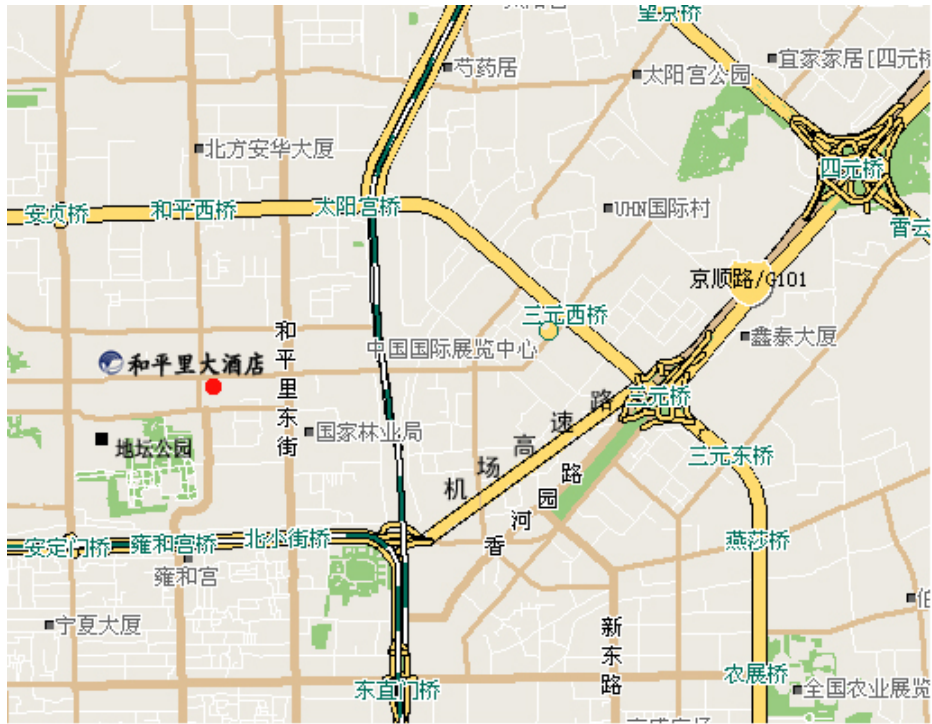 望京桥
芍药居
太阳宫公园
宜家家居[四元桥
北方安华大厦
四元桥
安贞桥
和平西桥
太阳宫桥
UHN国际村
霄云
京顺路/G101
三元西桥
和平里东街
中国国际展览中心
鑫泰大厦
和平里大酒店
三元桥
机场高速路
国家林业局
地坛公园
三元东桥
香河园路
安定门桥
雍和宫桥
北小街桥
燕莎桥
雍和宫
宁夏大厦
新东路
东直门桥
农展桥
全国农业展览